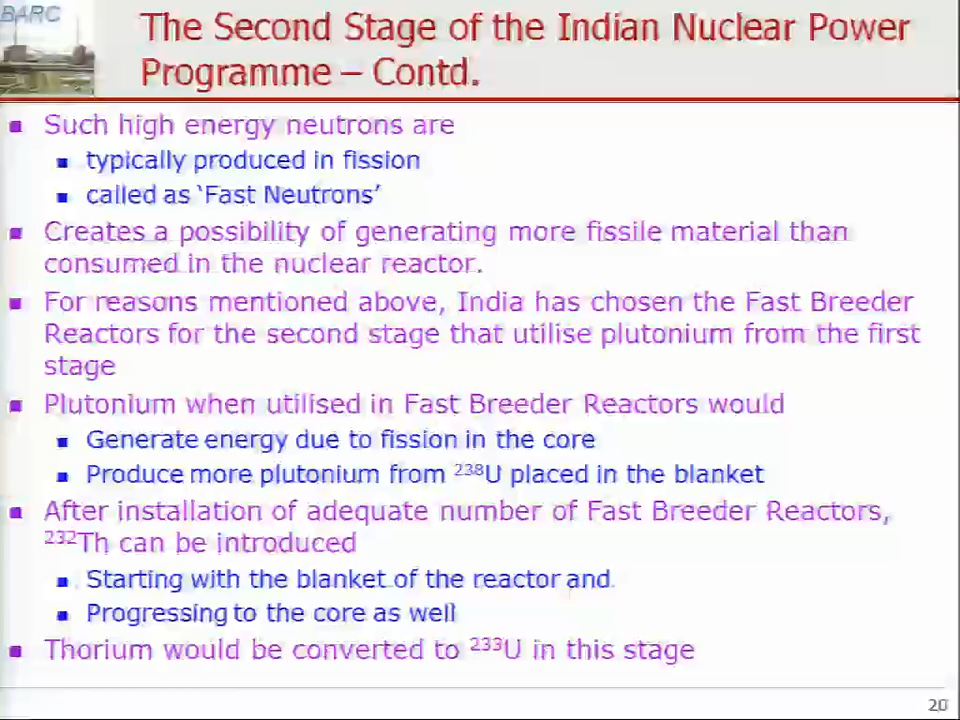 BARC
The Second Stage of the Indian Nuclear Power
Programme – Contd.
Such high energy neutrons are
typically produced in fission
called as ‘Fast Neutrons’
Creates a possibility of generating more fissile material than
consumed in the nuclear reactor.
For reasons mentioned above, India has chosen the Fast Breeder
Reactors for the second stage that utilise plutonium from the first
stage
Plutonium when utilised in Fast Breeder Reactors would
Generate energy due to fission in the core
Produce more plutonium from ²³⁸U placed in the blanket
After installation of adequate number of Fast Breeder Reactors,
²³²Th can be introduced
Starting with the blanket of the reactor and
Progressing to the core as well
Thorium would be converted to ²³³U in this stage
20